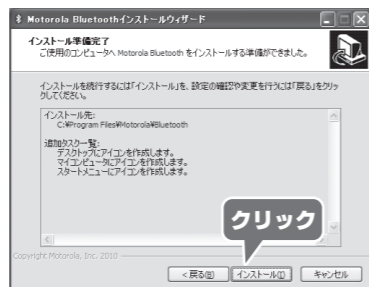 Motorola Bluetoothインストールウィザード
インストール準備完了
ご使用のコンピュータへ Motorola Bluetooth をインストールする準備ができました。
インストールを続行するには「インストール」を、設定の確認や変更を行うには「戻る」をクリッ
クしてください。
インストール先:
C:¥Program Files¥Motorola¥Bluetooth
追加タスク一覧:
デスクトップにアイコンを作成します。
マイコンピュータにアイコンを作成します。
スタートメニューにアイコンを作成します。
クリック
Copyright Motorola, Inc. 2010
< 戻る(B)
インストール(I)
キャンセル